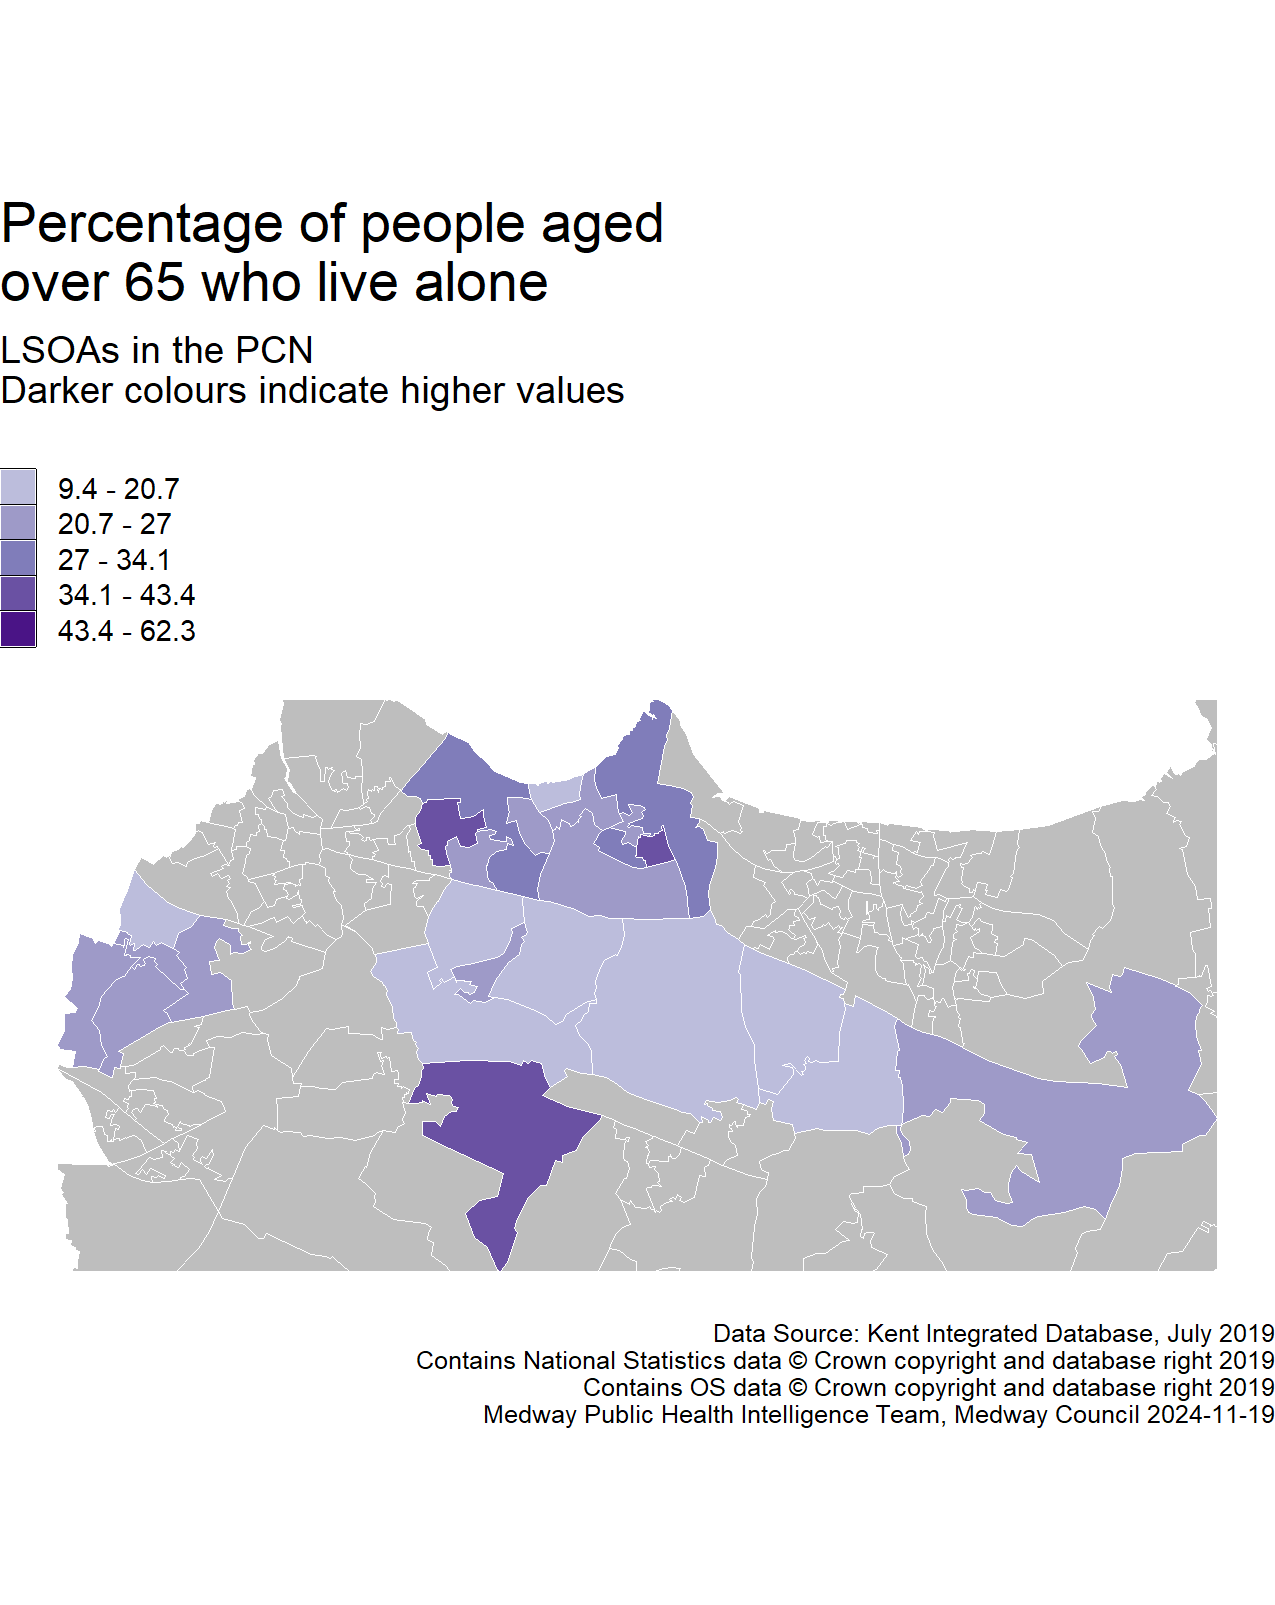 Percentage of people aged
over 65 who live alone
LSOAs in the PCN
Darker colours indicate higher values
9.4 - 20.7
20.7 - 27
27 - 34.1
34.1 - 43.4
43.4 - 62.3
Data Source: Kent Integrated Database, July 2019
Contains National Statistics data © Crown copyright and database right 2019
Contains OS data © Crown copyright and database right 2019
Medway Public Health Intelligence Team, Medway Council 2024-11-19